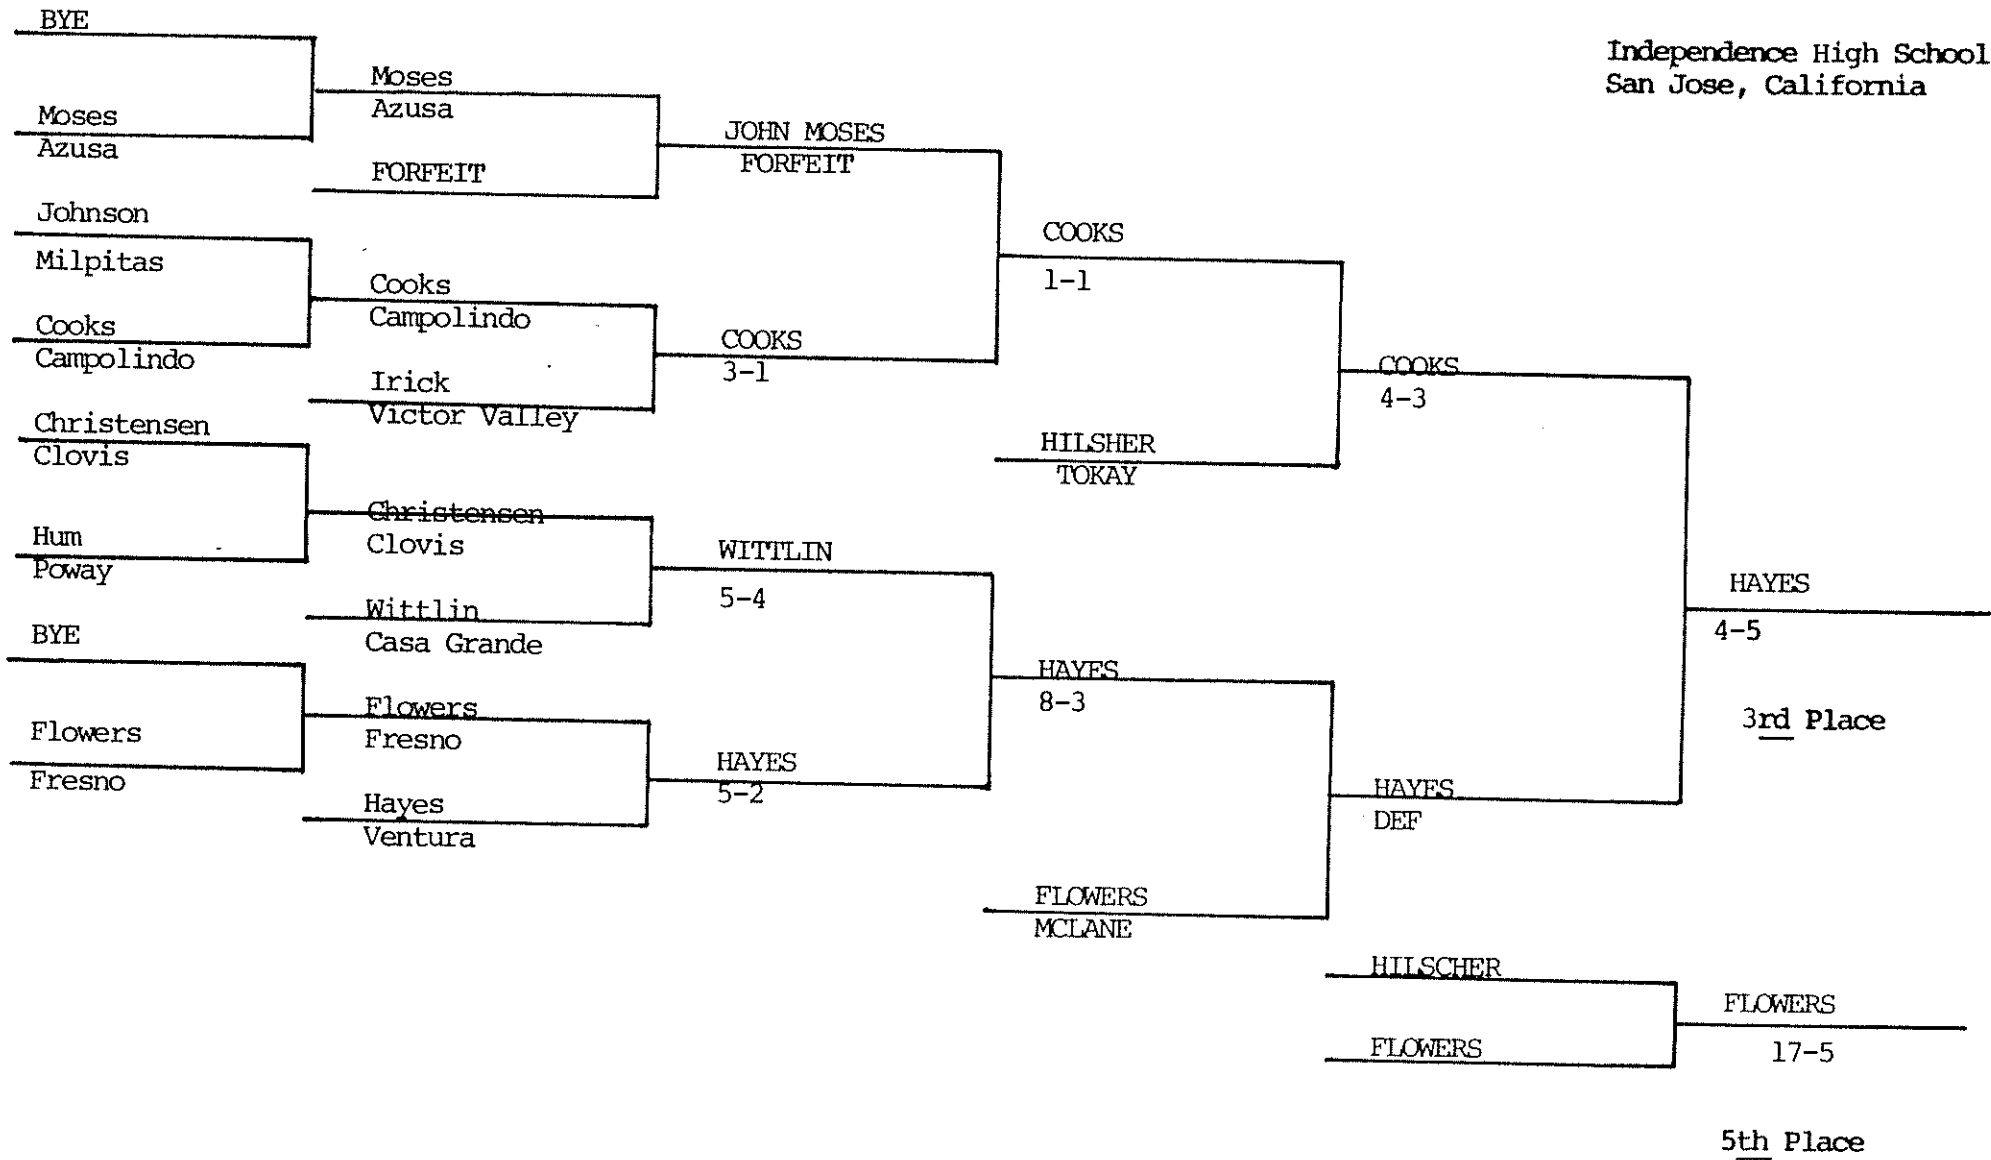 Independence High School
San Jose, California
BYE
Moses
Azusa
Johnson
Milpitas
Cooks
Campolindo
Christensen
Clovis
Hum
Poway
BYE
Flowers
Fresno
Moses
Azusa
FORFEIT
Cooks
Campolindo
Irick
Victor Valley
Christensen
Clovis
Wittlin
Casa Grande
Flowers
Fresno
Hayes
Ventura
JOHN MOSES
FORFEIT
COOKS
3-1
WITTLIN
5-4
HAYES
5-2
COOKS
1-1
HILSHER
TOKAY
HAYES
8-3
FLOWERS
MCLANE
COOKS
4-3
HAYES
DEF
HILSCHER
FLOWERS
HAYES
4-5
3rd Place
FLOWERS
17-5
5th Place